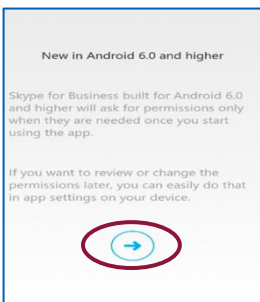 New in Android 6.0 and higher
Skype for Business built for Android 6.0
and higher will ask for permissions only
when they are needed once you start
using the app.
If you want to review or change the
permissions later, you can easily do that
in app settings on your device.